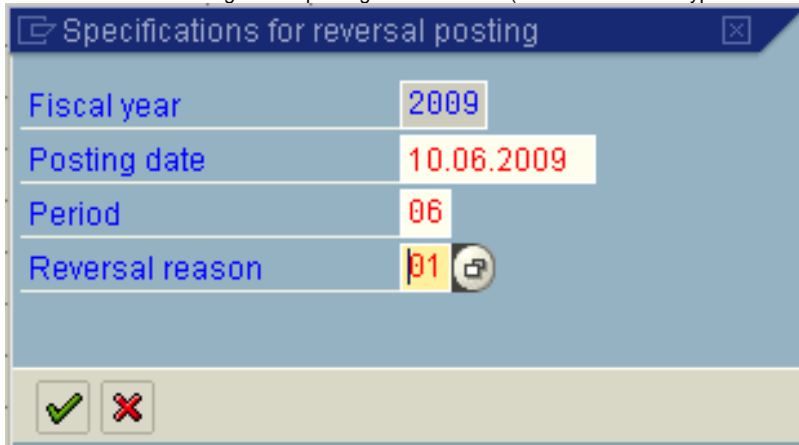 Specifications for reversal posting
Fiscal year 2009
Posting date 10.06.2009
Period 06
Reversal reason 01